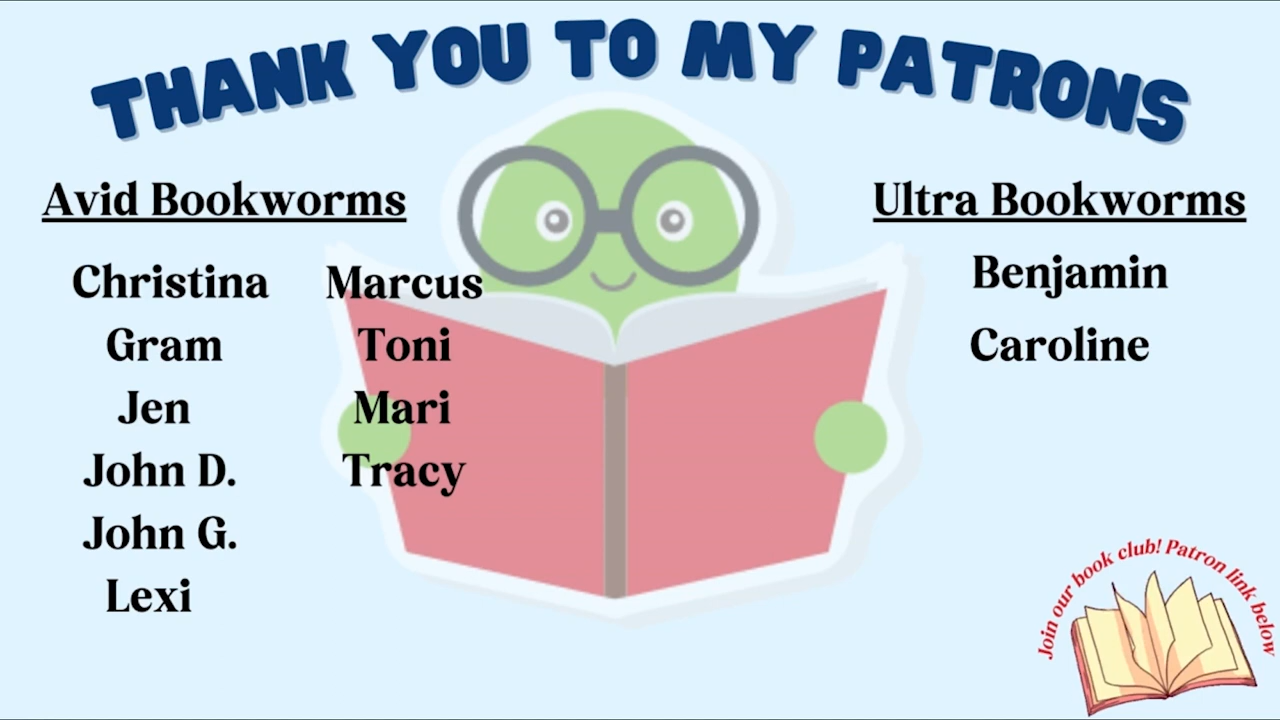 THANK YOU TO MY PATRONS
Avid Bookworms
Christina
Gram
Jen
John D.
John G.
Lexi
Marcus
Toni
Mari
Tracy
Ultra Bookworms
Benjamin
Caroline
Join our book club! Patron link below